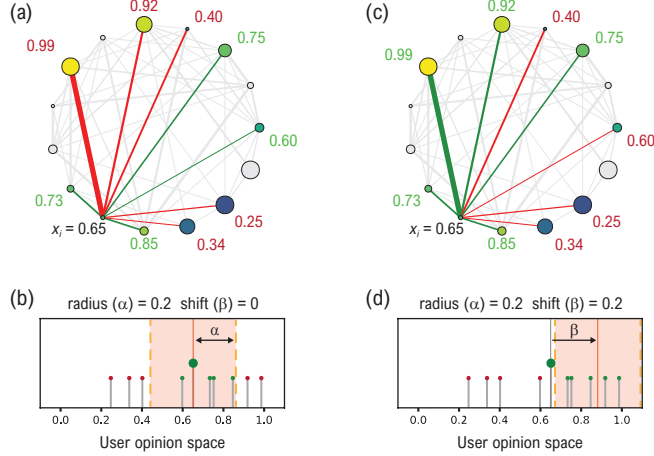 (a)
0.92
0.40
0.75
0.99
0.60
0.73
x_i = 0.65
0.85
0.34
0.25
(c)
0.92
0.40
0.75
0.99
0.60
0.73
x_i = 0.65
0.85
0.34
0.25
(b)
radius (α) = 0.2 shift (β) = 0
α
0.0 0.2 0.4 0.6 0.8 1.0
User opinion space
(d)
radius (α) = 0.2 shift (β) = 0.2
β
0.0 0.2 0.4 0.6 0.8 1.0
User opinion space